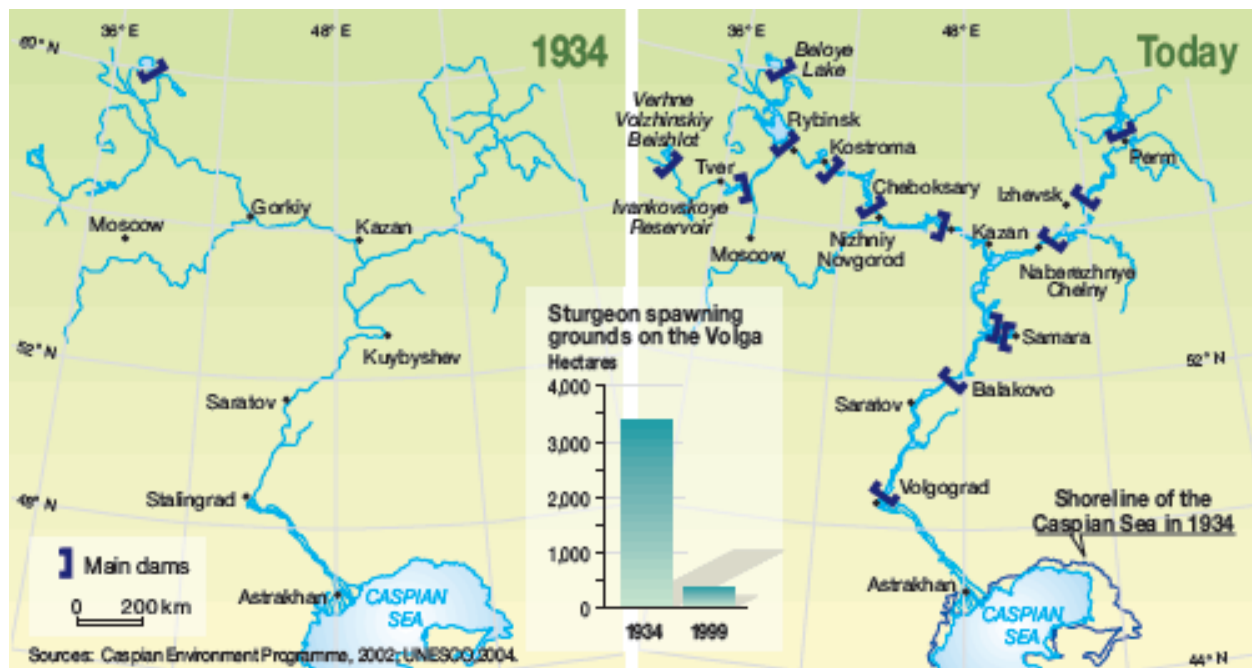 36° E
48° E
60° N
1934
Moscow
Gorkiy
Kazan
52° N
Kuybyshev
Saratov
48° N
Stalingrad
Main dams
0 200 km
Astrakhan
CASPIAN
SEA
Sources: Caspian Environment Programme, 2002; UNESCO, 2004.
36° E
48° E
Today
Beloye
Lake
Verhne
Volzhinskiy
Beishlot
Rybinsk
Kostroma
Perm
Tver
Cheboksary
Izhevsk
Ivankovskoye
Reservoir
Moscow
Nizhniy
Novgorod
Kazan
Naberezhnye
Chelny
Samara
52° N
Balakovo
Saratov
Volgograd
Shoreline of the
Caspian Sea in 1934
Astrakhan
CASPIAN
SEA
44° N
Sturgeon spawning
grounds on the Volga
Hectares
4,000
3,000
2,000
1,000
0
1934 1999